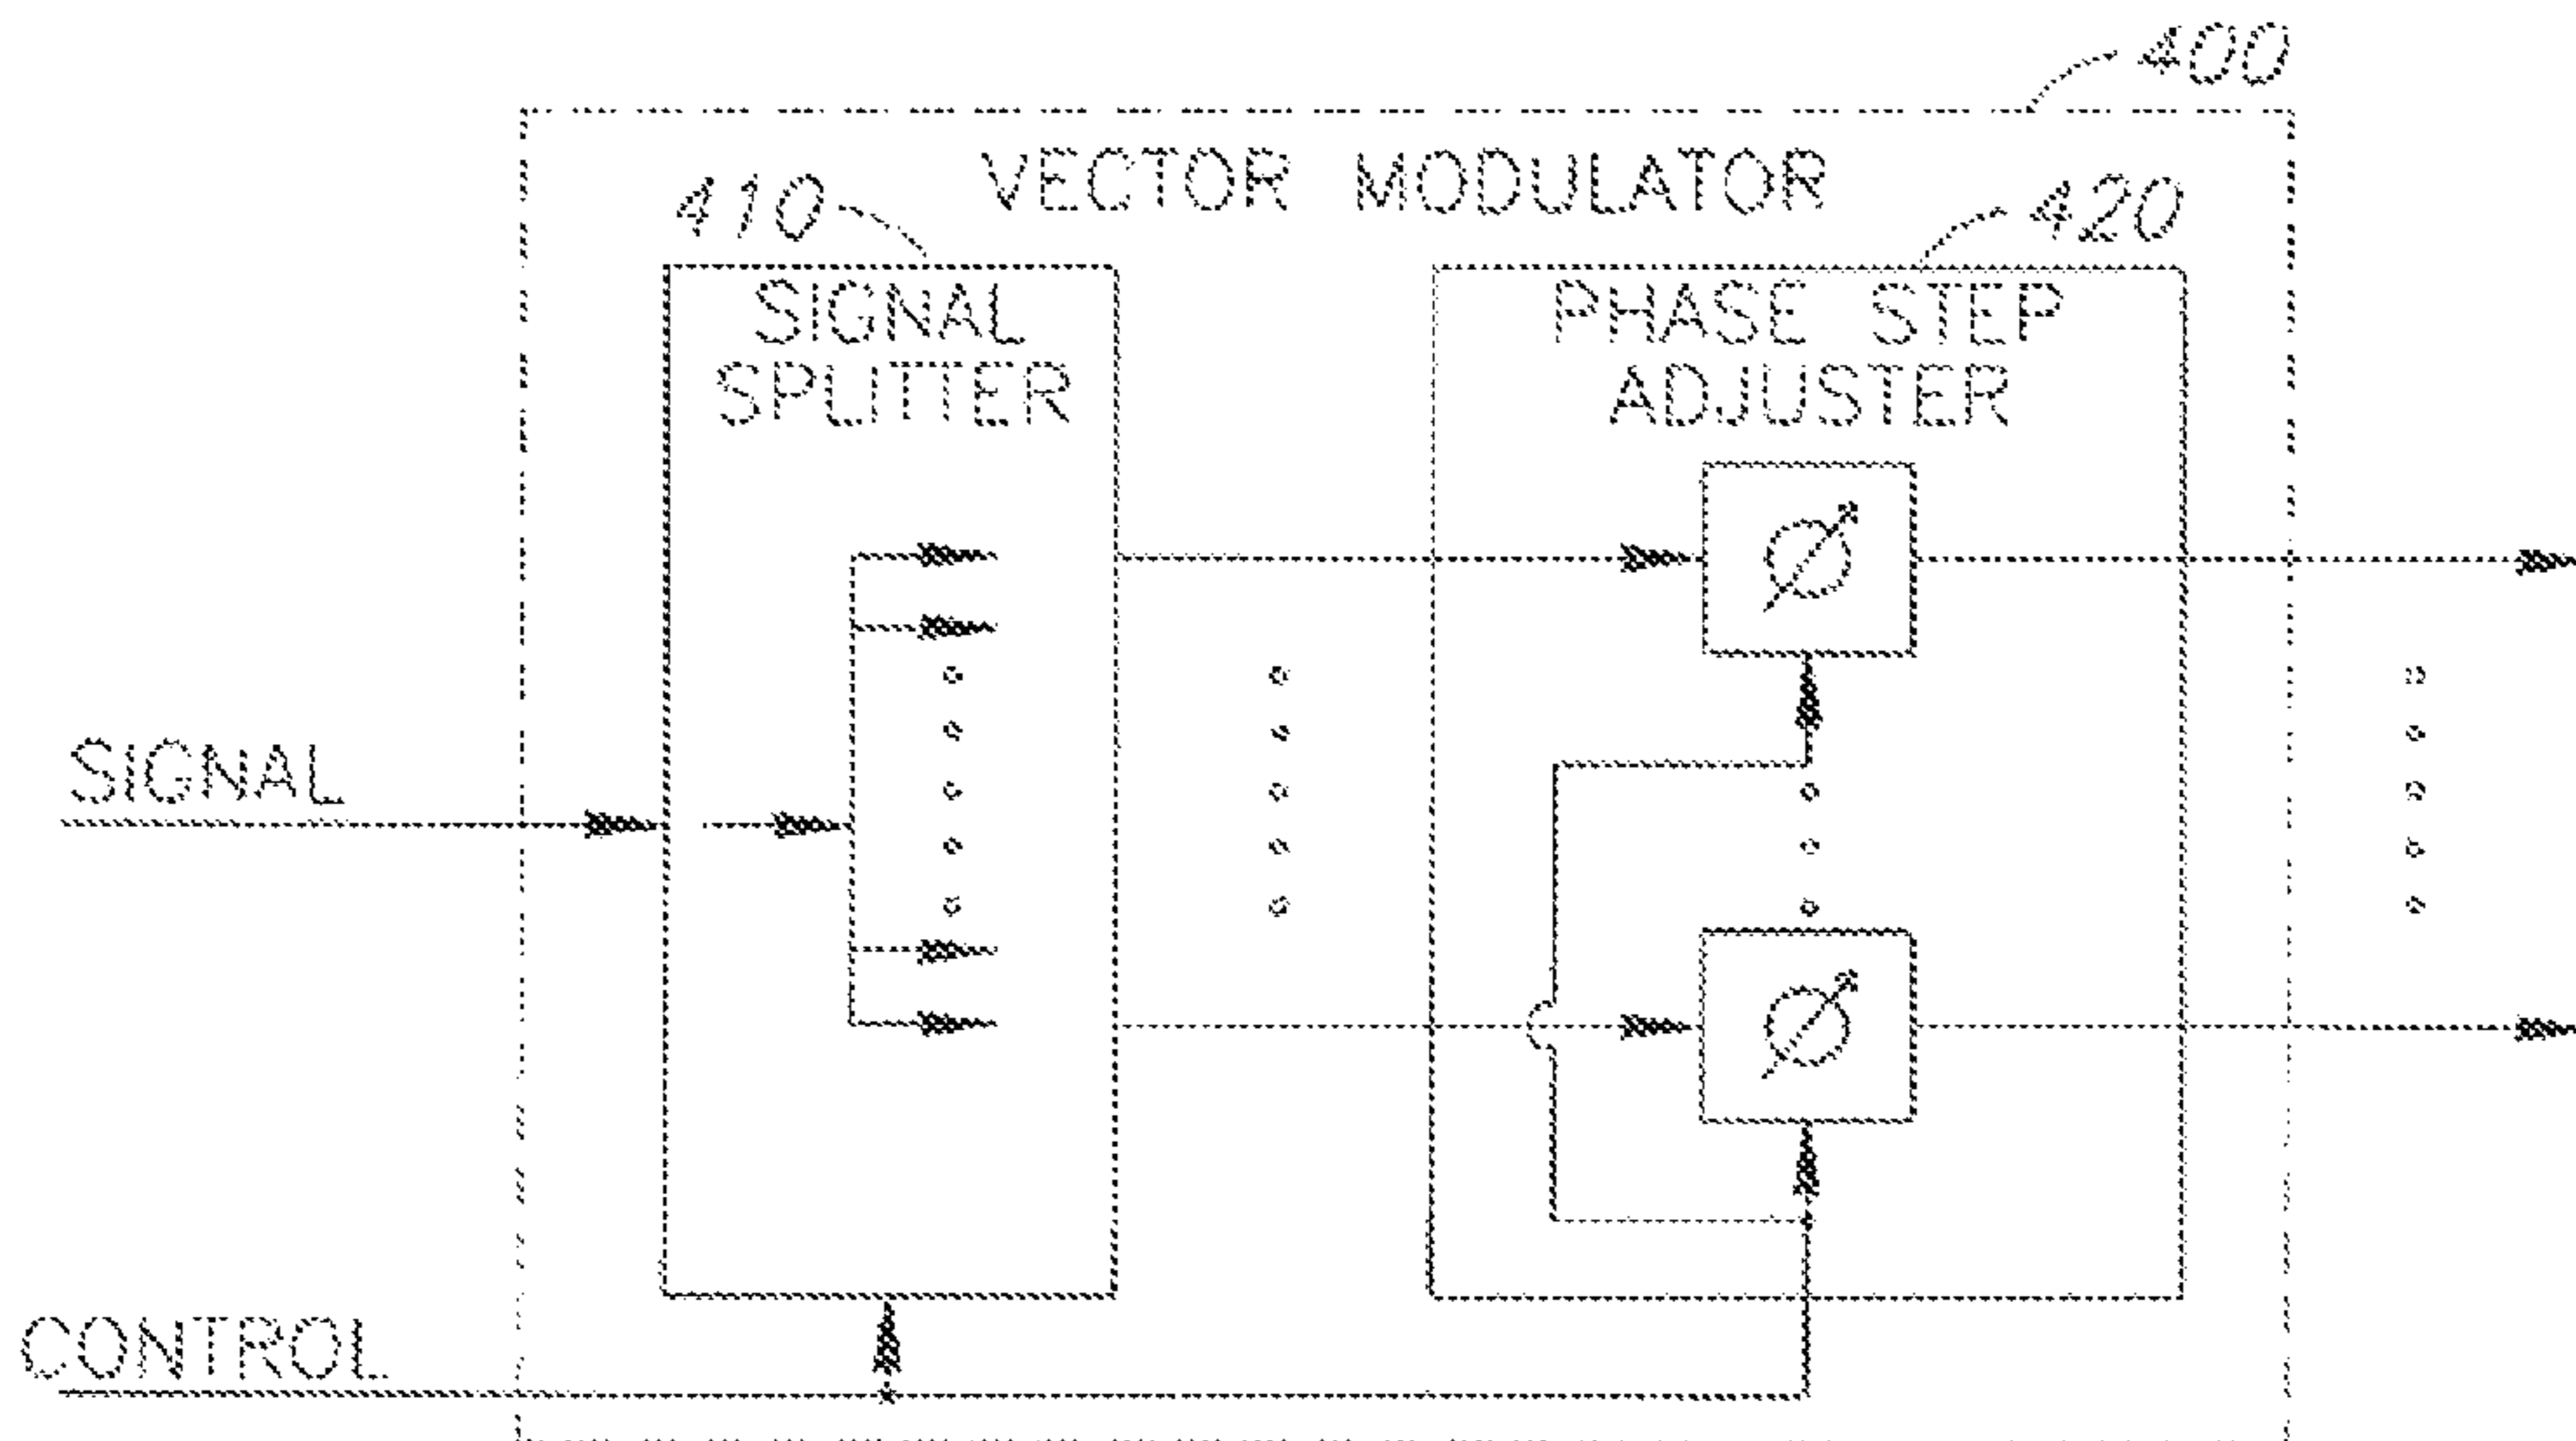 400
VECTOR MODULATOR
410
420
SIGNAL
SPLITTER
PHASE STEP
ADJUSTER
SIGNAL
CONTROL